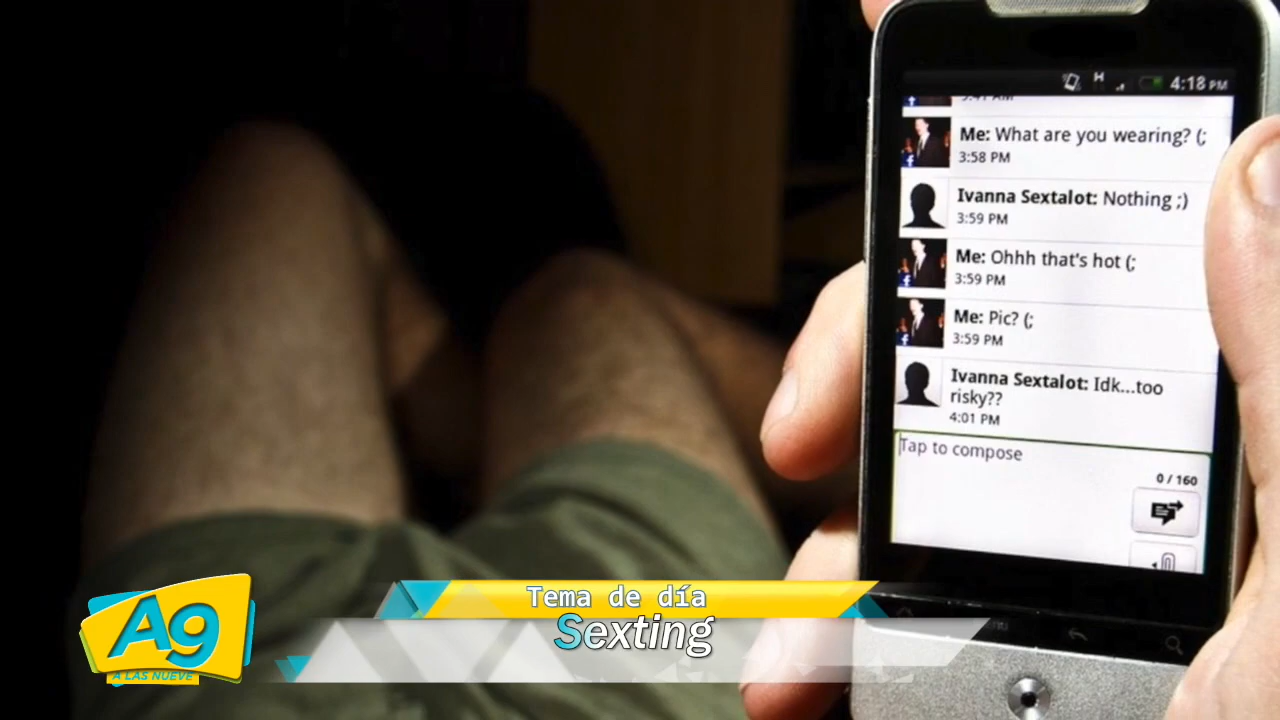 4:18 PM
Me: What are you wearing? (;
3:58 PM
Ivanna Sextalot: Nothing ;)
3:59 PM
Me: Ohhh that's hot (;
3:59 PM
Me: Pic? (;
3:59 PM
Ivanna Sextalot: Idk...too
risky??
4:01 PM
Tap to compose
0 / 160
Tema de día
Sexting
A9
A LAS NUEVE